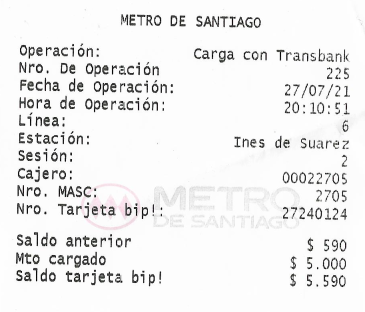 METRO DE SANTIAGO
Operación: Carga con Transbank
Nro. De Operación 225
Fecha de Operación: 27/07/21
Hora de Operación: 20:10:51
Línea: 6
Estación: Ines de Suarez
Sesión: 2
Cajero: 00022705
Nro. MASC: 2705
Nro. Tarjeta bip!: 27240124
METRO
DE SANTIAGO
Saldo anterior $ 590
Mto cargado $ 5.000
Saldo tarjeta bip! $ 5.590